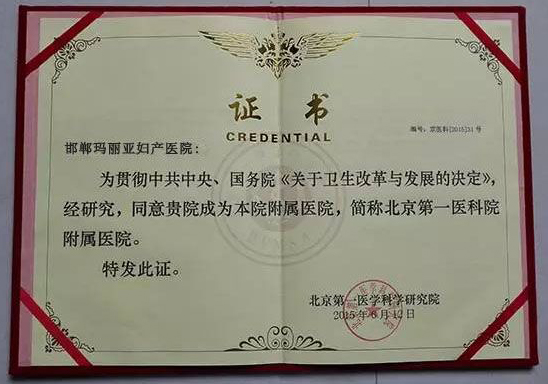 证书
CREDENTIAL
编号：京医科[2015]31号
邯郸玛丽亚妇产医院：
为贯彻中共中央、国务院《关于卫生改革与发展的决定》，
经研究，同意贵院成为本院附属医院，简称北京第一医科院
附属医院。
特发此证。
北京第一医学科学研究院
2015年6月12日